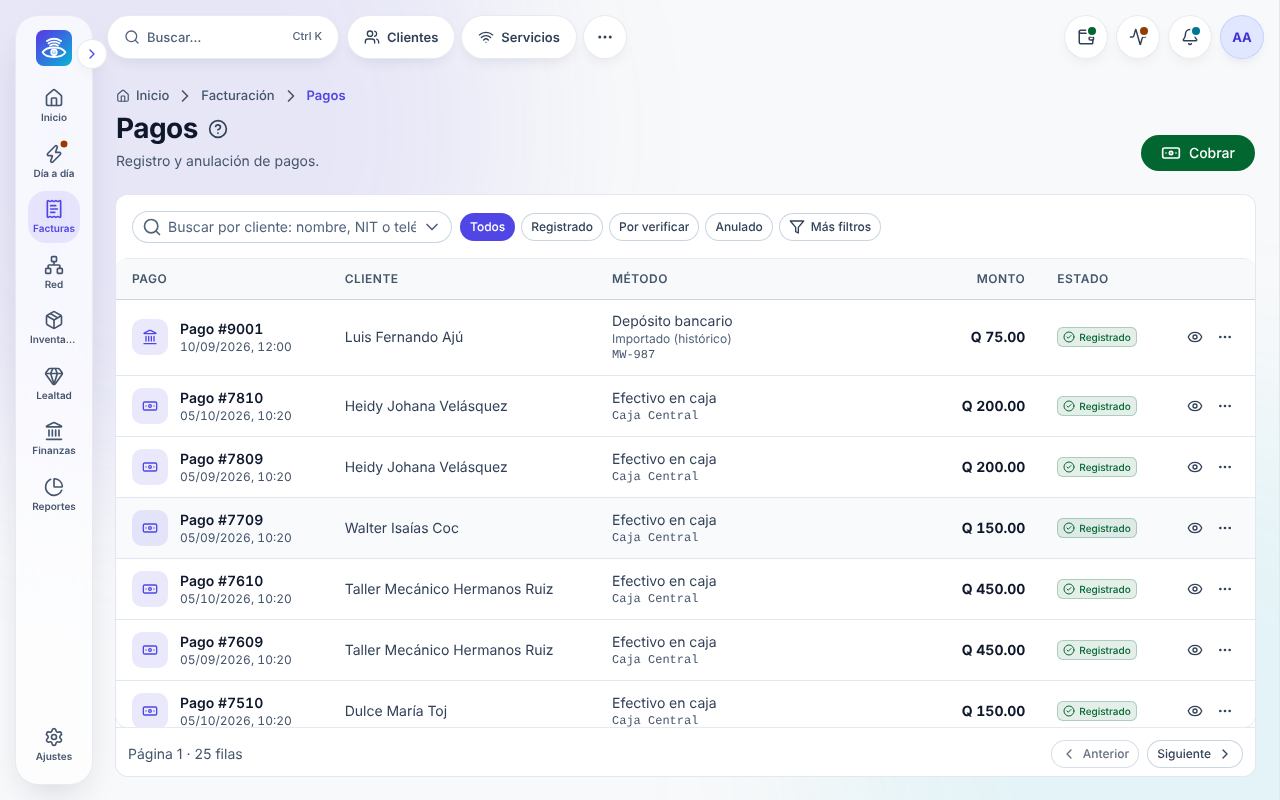 Buscar...
Ctrl K
Clientes
Servicios
AA
Inicio
Día a día
Facturas
Red
Inventa...
Lealtad
Finanzas
Reportes
Ajustes
Inicio > Facturación > Pagos
Pagos
Registro y anulación de pagos.
Cobrar
Buscar por cliente: nombre, NIT o telé
Todos
Registrado
Por verificar
Anulado
Más filtros
PAGO CLIENTE MÉTODO MONTO ESTADO
Pago #9001
10/09/2026, 12:00
Luis Fernando Ajú
Depósito bancario
Importado (histórico)
MW-987
Q 75.00
Registrado
Pago #7810
05/10/2026, 10:20
Heidy Johana Velásquez
Efectivo en caja
Caja Central
Q 200.00
Registrado
Pago #7809
05/09/2026, 10:20
Heidy Johana Velásquez
Efectivo en caja
Caja Central
Q 200.00
Registrado
Pago #7709
05/09/2026, 10:20
Walter Isaías Coc
Efectivo en caja
Caja Central
Q 150.00
Registrado
Pago #7610
05/10/2026, 10:20
Taller Mecánico Hermanos Ruiz
Efectivo en caja
Caja Central
Q 450.00
Registrado
Pago #7609
05/09/2026, 10:20
Taller Mecánico Hermanos Ruiz
Efectivo en caja
Caja Central
Q 450.00
Registrado
Pago #7510
05/10/2026, 10:20
Dulce María Toj
Efectivo en caja
Caja Central
Q 150.00
Registrado
Página 1 · 25 filas
Anterior
Siguiente